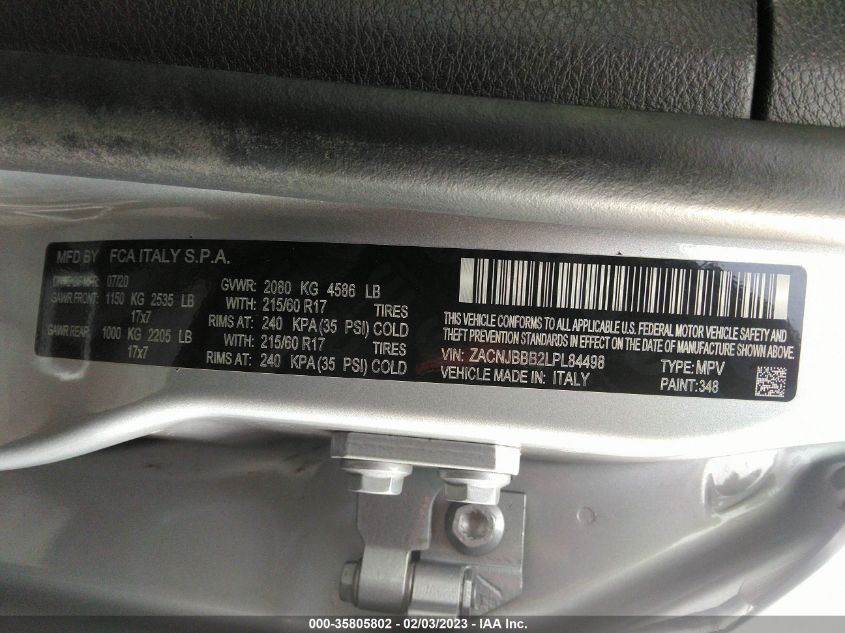 MFD BY FCA ITALY S.P.A.
07/20
GVWR: 2080 KG 4586 LB
GAWR FRONT: 1150 KG 2535 LB WITH: 215/60 R17 TIRES
17x7 RIMS AT: 240 KPA (35 PSI) COLD
GAWR REAR: 1000 KG 2205 LB WITH: 215/60 R17 TIRES
17x7 RIMS AT: 240 KPA (35 PSI) COLD
THIS VEHICLE CONFORMS TO ALL APPLICABLE U.S. FEDERAL MOTOR VEHICLE SAFETY AND
THEFT PREVENTION STANDARDS IN EFFECT ON THE DATE OF MANUFACTURE SHOWN ABOVE.
VIN: ZACNJBBB2LPL84498 TYPE: MPV
VEHICLE MADE IN: ITALY PAINT: 348
000-35805802 - 02/03/2023 - IAA Inc.